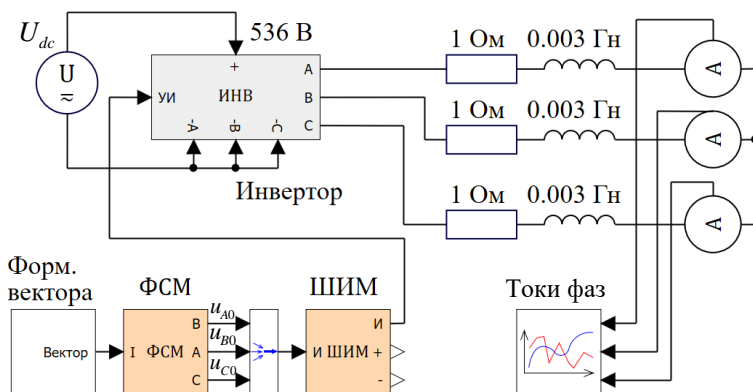 U_dc
536 В
1 Ом 0.003 Гн
U
≂
+
A
B
C
УИ
ИНВ
-A
-B
-C
A
1 Ом 0.003 Гн
A
Инвертор
1 Ом 0.003 Гн
A
Форм.
вектора
ФСМ
ШИМ
Токи фаз
Вектор
I ФСМ
B
A
C
u_A0
u_B0
u_C0
И ШИМ
И
+
-